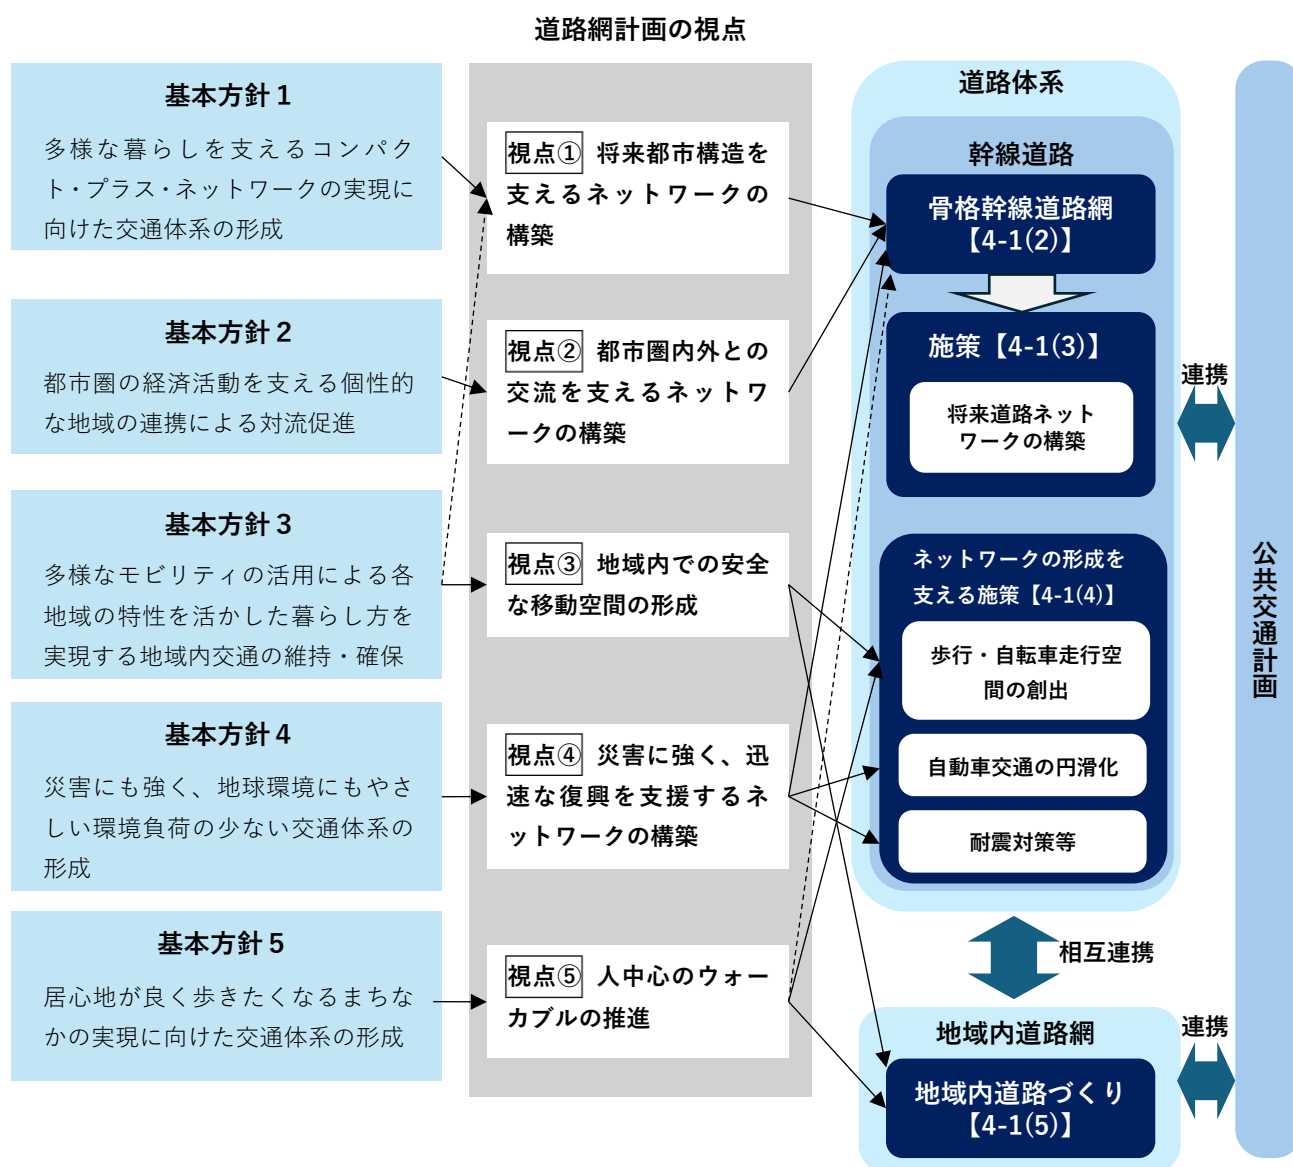 道路網計画の視点
基本方針1
多様な暮らしを支えるコンパク
ト・プラス・ネットワークの実現に
向けた交通体系の形成
基本方針2
都市圏の経済活動を支える個性的
な地域の連携による対流促進
基本方針3
多様なモビリティの活用による各
地域の特性を活かした暮らし方を
実現する地域内交通の維持・確保
基本方針4
災害にも強く、地球環境にもやさ
しい環境負荷の少ない交通体系の
形成
基本方針5
居心地が良く歩きたくなるまちな
かの実現に向けた交通体系の形成
視点① 将来都市構造を
支えるネットワークの
構築
視点② 都市圏内外との
交流を支えるネットワ
ークの構築
視点③ 地域内での安全
な移動空間の形成
視点④ 災害に強く、迅
速な復興を支援するネ
ットワークの構築
視点⑤ 人中心のウォー
カブルの推進
道路体系
幹線道路
骨格幹線道路網
【4-1(2)】
施策【4-1(3)】
将来道路ネット
ワークの構築
ネットワークの形成を
支える施策【4-1(4)】
歩行・自転車走行空
間の創出
自動車交通の円滑化
耐震対策等
相互連携
地域内道路網
地域内道路づくり
【4-1(5)】
連携
連携
公共交通計画